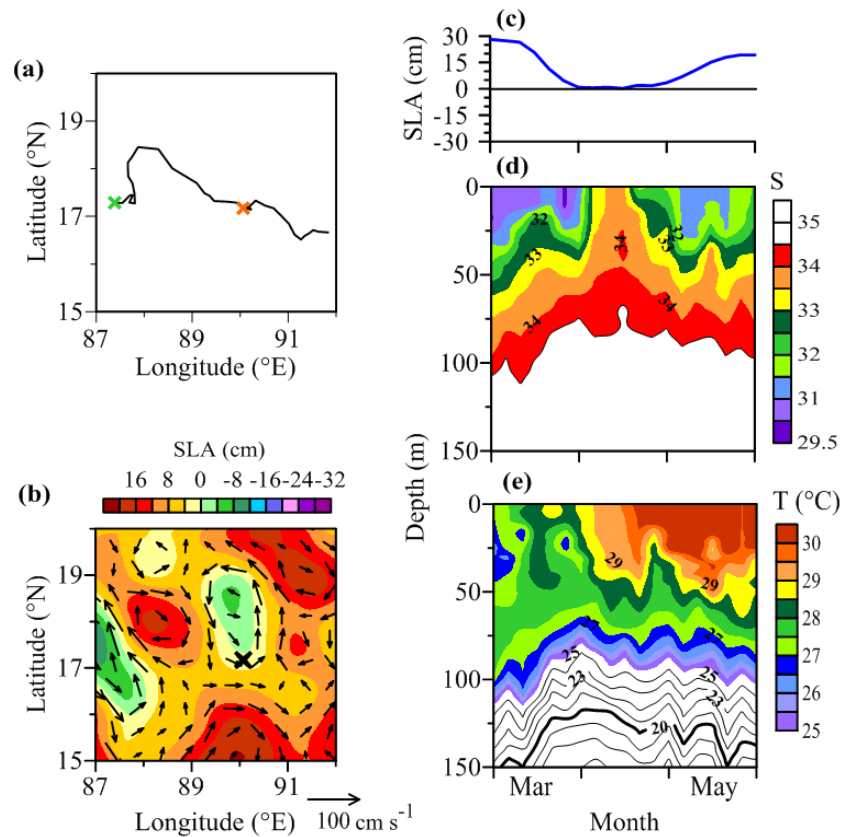 (a)
19
17
15
Latitude (°N)
87 89 91
Longitude (°E)
(c)
30
15
0
-15
-30
SLA (cm)
(d)
0
50
100
150
32
33
34
34
32
33
34
S
35
34
33
32
31
29.5
Depth (m)
SLA (cm)
16 8 0 -8 -16 -24 -32
(b)
19
17
15
Latitude (°N)
87 89 91
Longitude (°E)
100 cm s-1
(e)
0
50
100
150
29
29
27
27
25
25
23
23
20
T (°C)
30
29
28
27
26
25
Mar May
Month